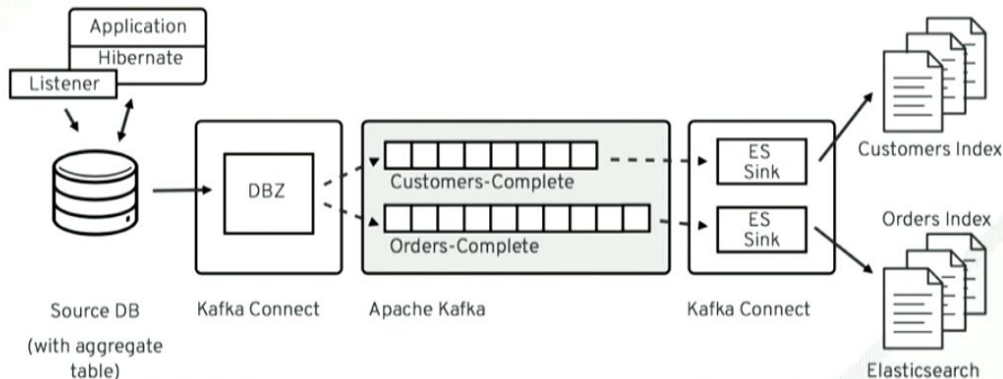 Application
Hibernate
Listener
DBZ
Customers-Complete
Orders-Complete
ES
Sink
ES
Sink
Customers Index
Orders Index
Source DB
(with aggregate
table)
Kafka Connect
Apache Kafka
Kafka Connect
Elasticsearch